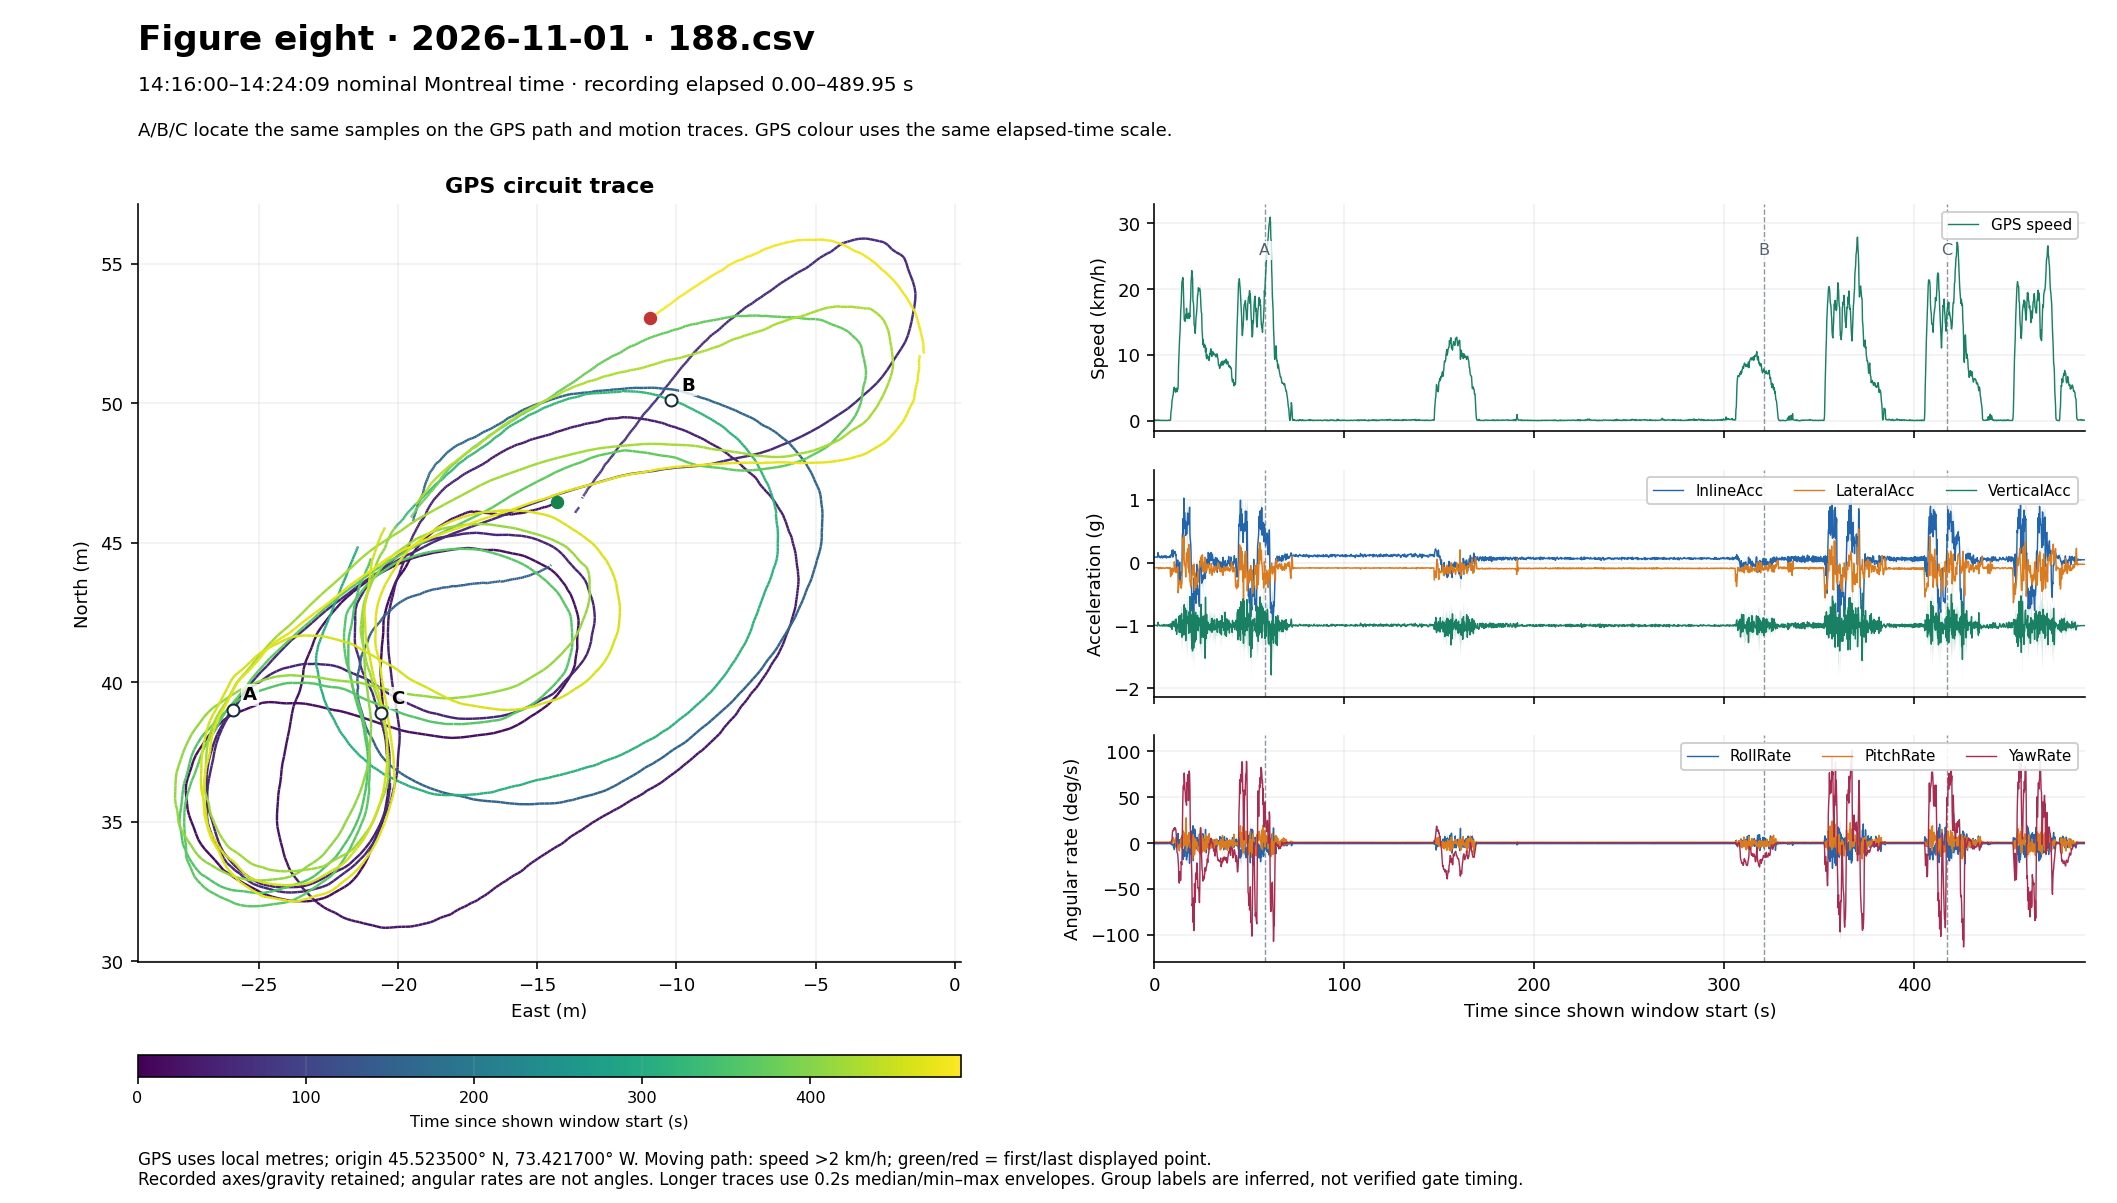 Figure eight · 2026-11-01 · 188.csv
14:16:00–14:24:09 nominal Montreal time · recording elapsed 0.00–489.95 s
A/B/C locate the same samples on the GPS path and motion traces. GPS colour uses the same elapsed-time scale.
GPS circuit trace
55
50
45
40
35
30
North (m)
−25
−20
−15
−10
−5
0
East (m)
A
B
C
0
100
200
300
400
Time since shown window start (s)
30
20
10
0
Speed (km/h)
GPS speed
A
B
C
1
0
−1
−2
Acceleration (g)
InlineAcc
LateralAcc
VerticalAcc
100
50
0
−50
−100
Angular rate (deg/s)
RollRate
PitchRate
YawRate
0
100
200
300
400
Time since shown window start (s)
GPS uses local metres; origin 45.523500° N, 73.421700° W. Moving path: speed >2 km/h; green/red = first/last displayed point.
Recorded axes/gravity retained; angular rates are not angles. Longer traces use 0.2s median/min–max envelopes. Group labels are inferred, not verified gate timing.